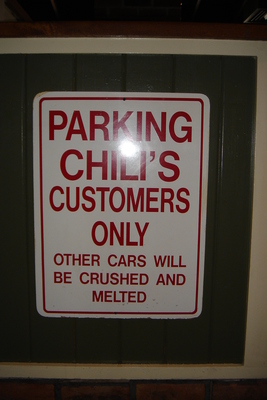 PARKING
CHILI'S
CUSTOMERS
ONLY
OTHER CARS WILL
BE CRUSHED AND
MELTED